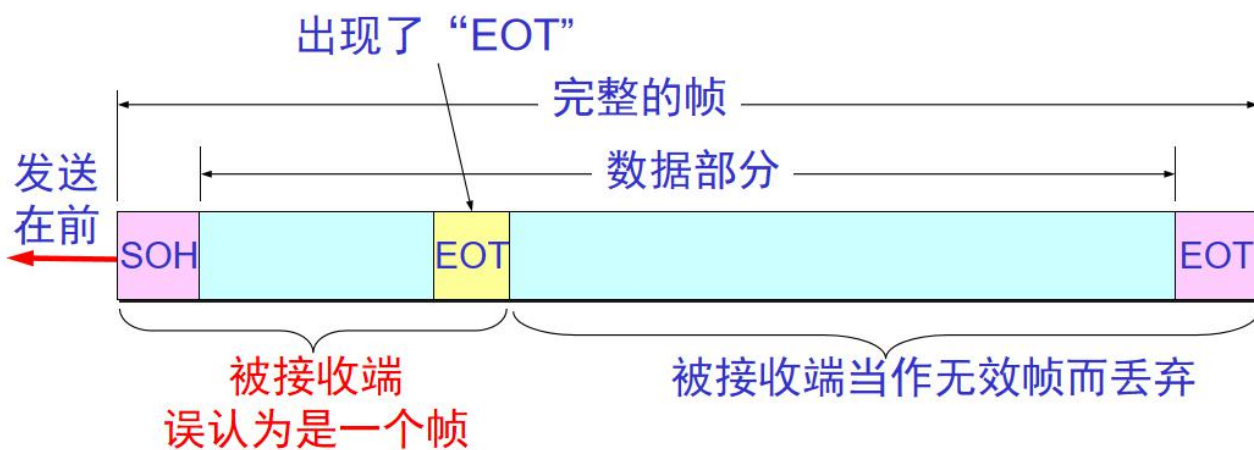 出现了“EOT”
完整的帧
数据部分
发送
在前
SOH
EOT
EOT
被接收端
误认为是一个帧
被接收端当作无效帧而丢弃